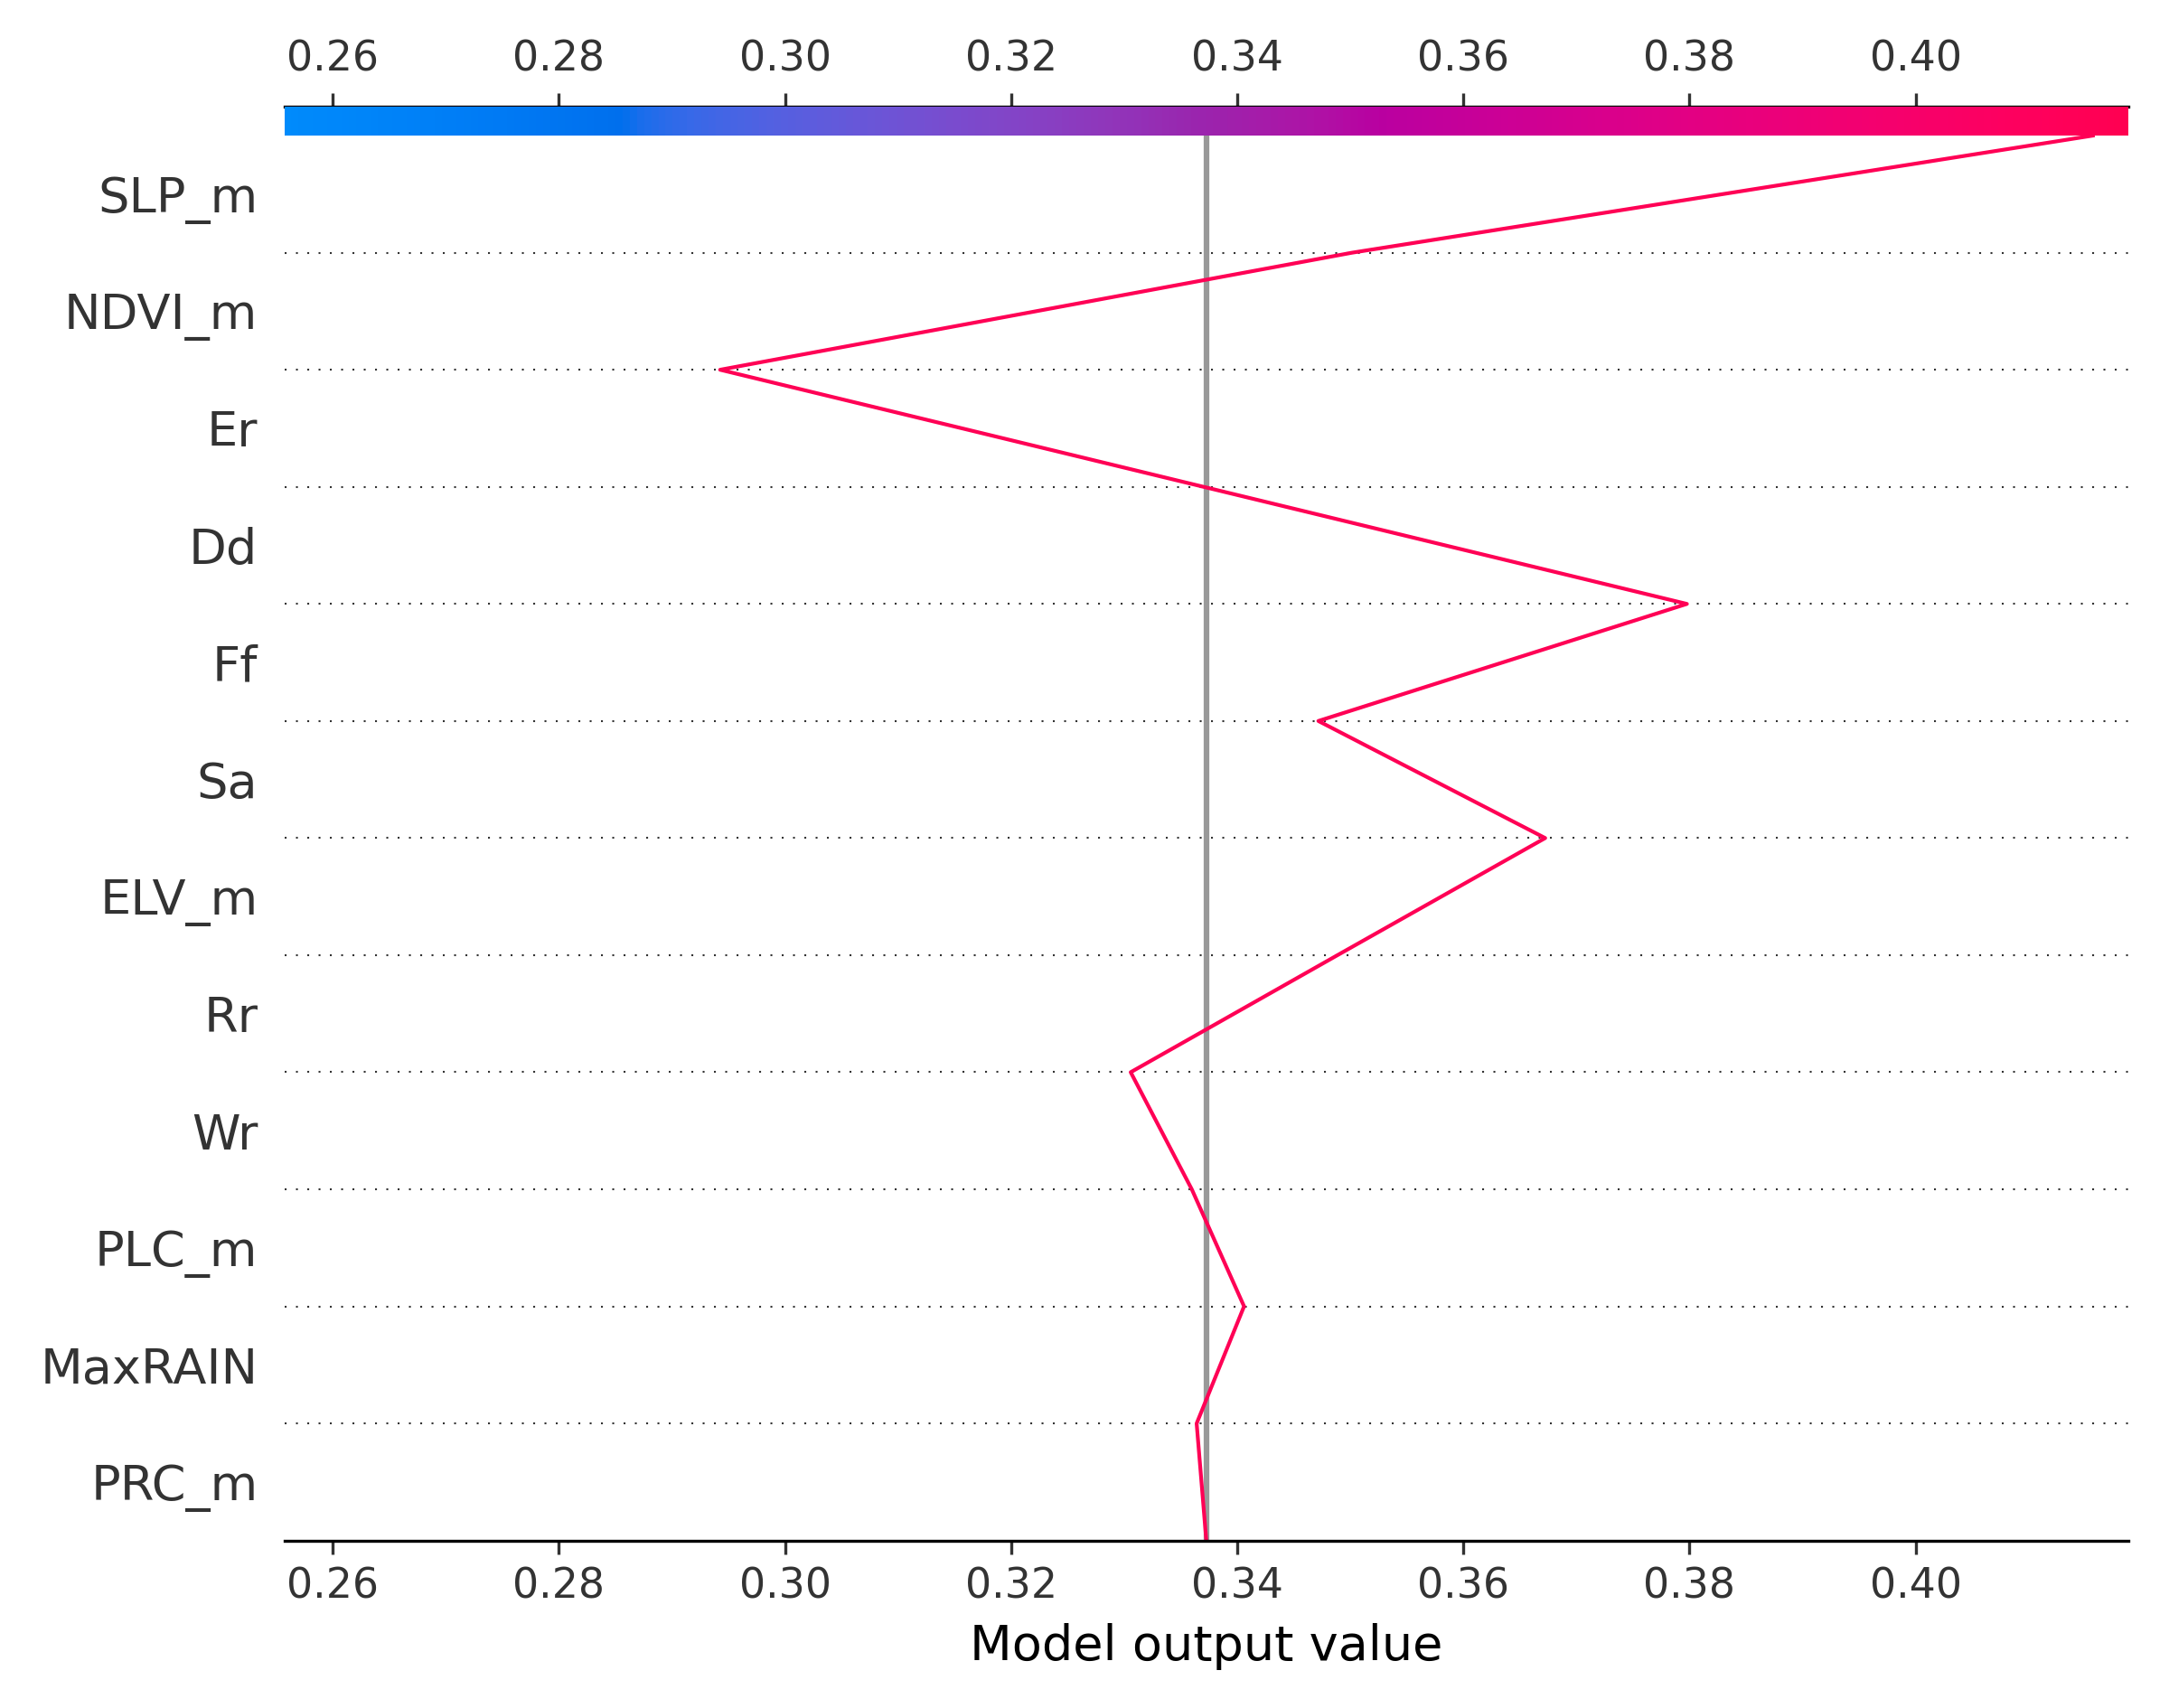 0.26 0.28 0.30 0.32 0.34 0.36 0.38 0.40
SLP_m
NDVI_m
Er
Dd
Ff
Sa
ELV_m
Rr
Wr
PLC_m
MaxRAIN
PRC_m
0.26 0.28 0.30 0.32 0.34 0.36 0.38 0.40
Model output value